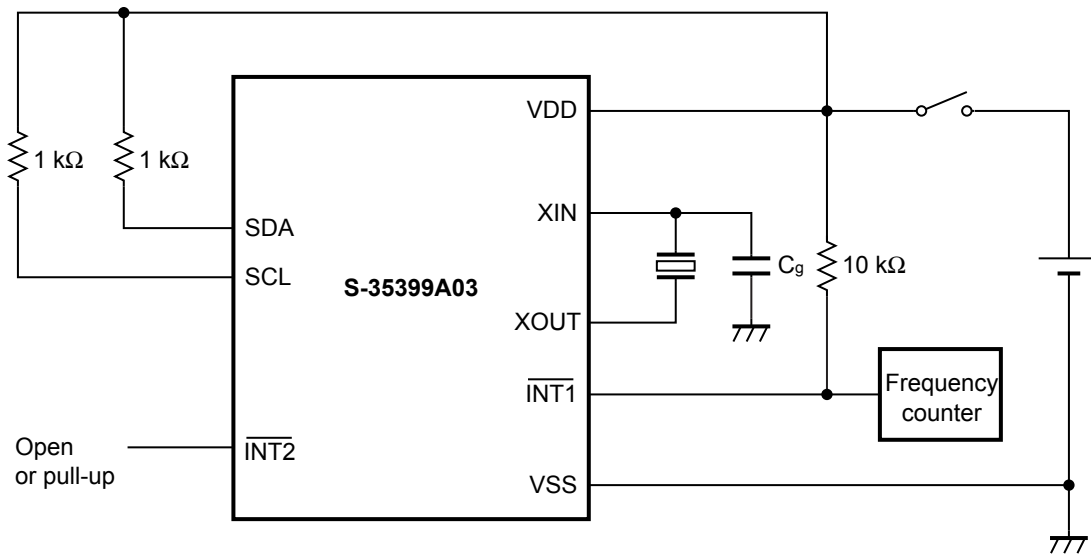 VDD
1 kΩ
1 kΩ
SDA
SCL
S-35399A03
XIN
XOUT
Cg
10 kΩ
INT1
Frequency
counter
Open
or pull-up
INT2
VSS